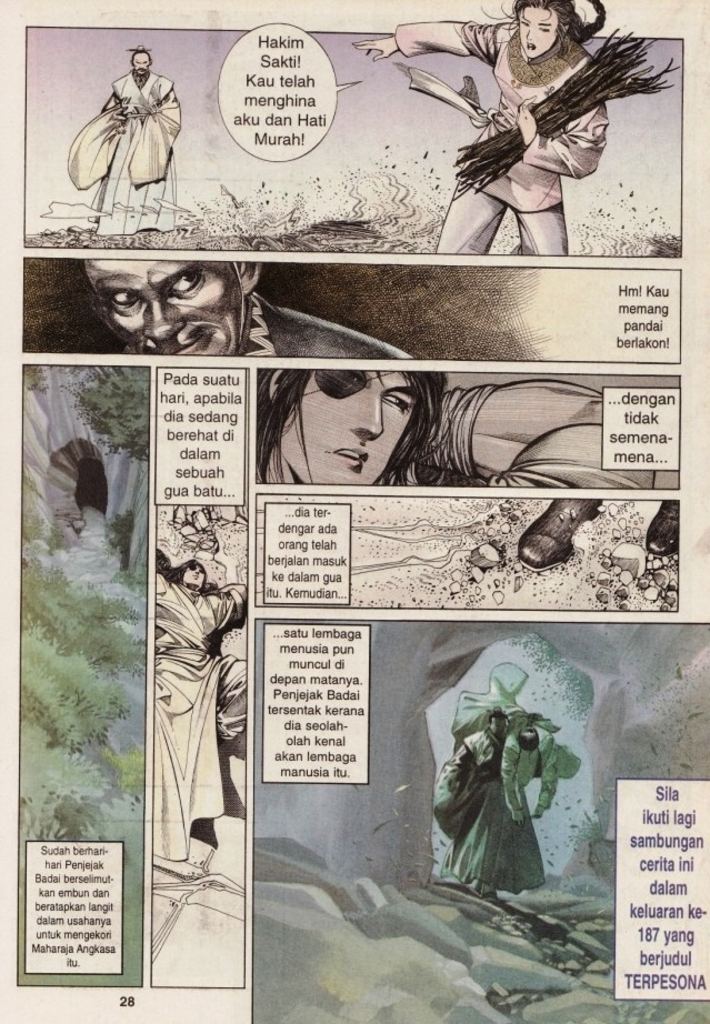 Hakim
Sakti!
Kau telah
menghina
aku dan Hati
Murah!
Hm! Kau
memang
pandai
berlakon!
Sudah berhari-
hari Penjejak
Badai berselimut-
kan embun dan
beratapkan langit
dalam usahanya
untuk mengekori
Maharaja Angkasa
itu.
Pada suatu
hari, apabila
dia sedang
berehat di
dalam
sebuah
gua batu...
...dengan
tidak
semena-
mena...
...dia ter-
dengar ada
orang telah
berjalan masuk
ke dalam gua
itu. Kemudian...
...satu lembaga
menusia pun
muncul di
depan matanya.
Penjejak Badai
tersentak kerana
dia seolah-
olah kenal
akan lembaga
manusia itu.
Sila
ikuti lagi
sambungan
cerita ini
dalam
keluaran ke-
187 yang
berjudul
TERPESONA
28